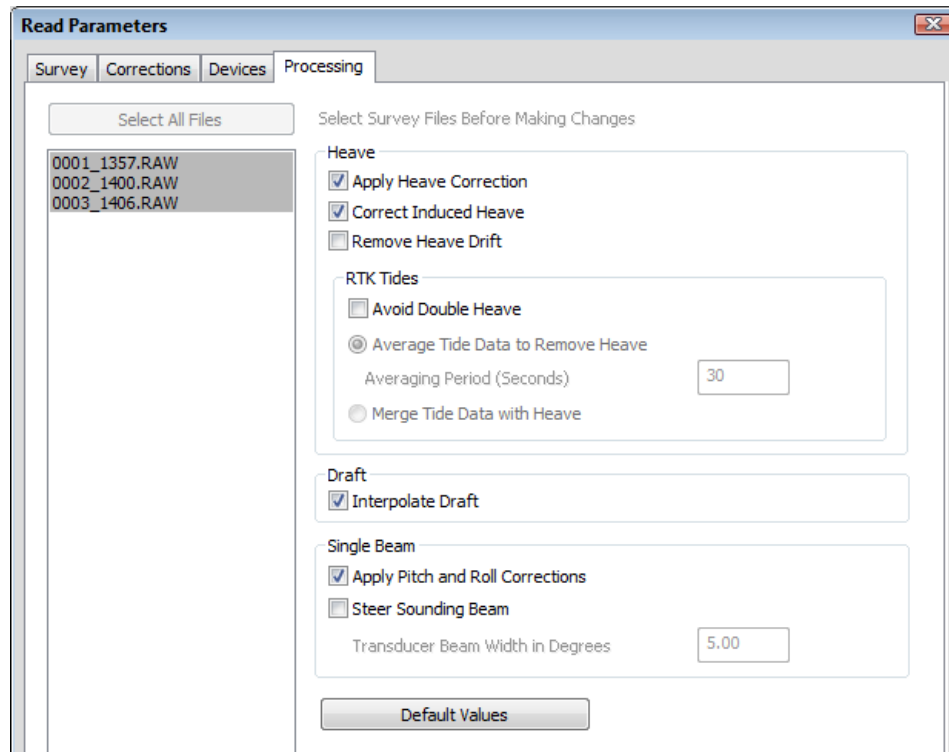 Read Parameters
Survey Corrections Devices Processing
Select All Files
Select Survey Files Before Making Changes
0001_1357.RAW
0002_1400.RAW
0003_1406.RAW
Heave
Apply Heave Correction
Correct Induced Heave
Remove Heave Drift
RTK Tides
Avoid Double Heave
Average Tide Data to Remove Heave
Averaging Period (Seconds) 30
Merge Tide Data with Heave
Draft
Interpolate Draft
Single Beam
Apply Pitch and Roll Corrections
Steer Sounding Beam
Transducer Beam Width in Degrees 5.00
Default Values